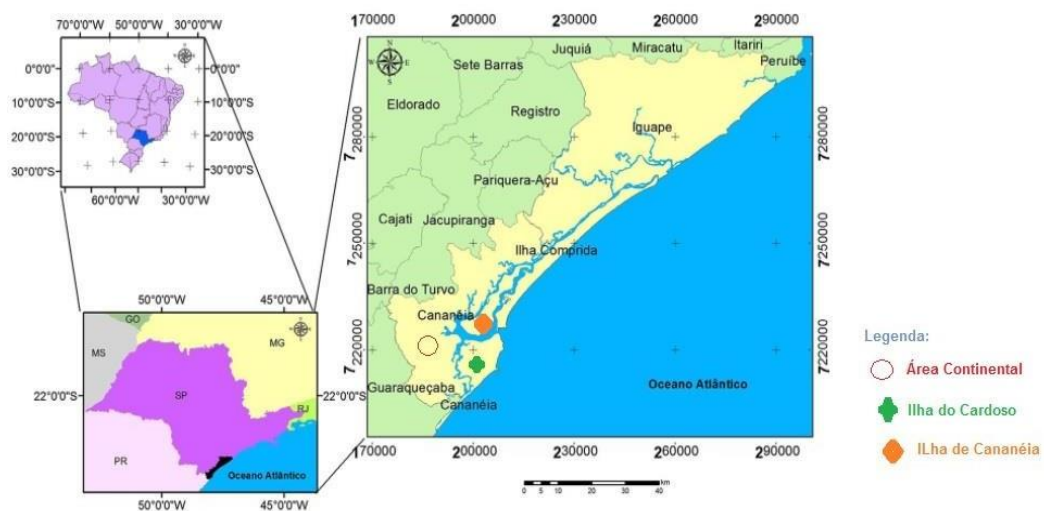 70°0'0"W 50°0'0"W 30°0'0"W
0°0'0" 0°0'0"
10°0'0"S 10°0'0"S
20°0'0"S 20°0'0"S
30°0'0"S 30°0'0"S
60°0'0"W 30°0'0"W
50°0'0"W 45°0'0"W
GO
MS
MG
SP
22°0'0"S 22°0'0"S
RJ
PR
Oceano Atlântico
50°0'0"W 45°0'0"W
170000 200000 230000 260000 290000
Juquiá
Miracatu
Itariri
Peruíbe
Sete Barras
Eldorado
Registro
Iguape
7280000 7280000
Pariquera-Açu
Cajati
Jacupiranga
7250000 7250000
Ilha Comprida
Barra do Turvo
Cananéia
7220000 7220000
Guaraqueçaba
Cananéia
Oceano Atlântico
170000 200000 230000 260000 290000
km
0 5 10 20 30 40
Legenda:
Área Continental
Ilha do Cardoso
ILha de Cananéia